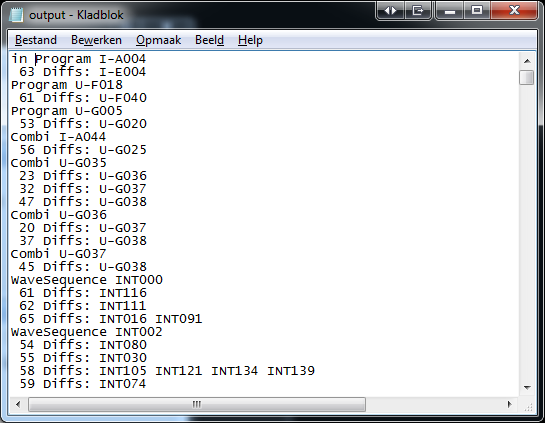 output - Kladblok
Bestand Bewerken Opmaak Beeld Help
in Program I-A004
63 Diffs: I-E004
Program U-F018
61 Diffs: U-F040
Program U-G005
53 Diffs: U-G020
Combi I-A044
56 Diffs: U-G025
Combi U-G035
23 Diffs: U-G036
32 Diffs: U-G037
47 Diffs: U-G038
Combi U-G036
20 Diffs: U-G037
37 Diffs: U-G038
Combi U-G037
45 Diffs: U-G038
WaveSequence INT000
61 Diffs: INT116
62 Diffs: INT111
65 Diffs: INT016 INT091
WaveSequence INT002
54 Diffs: INT080
55 Diffs: INT030
58 Diffs: INT105 INT121 INT134 INT139
59 Diffs: INT074